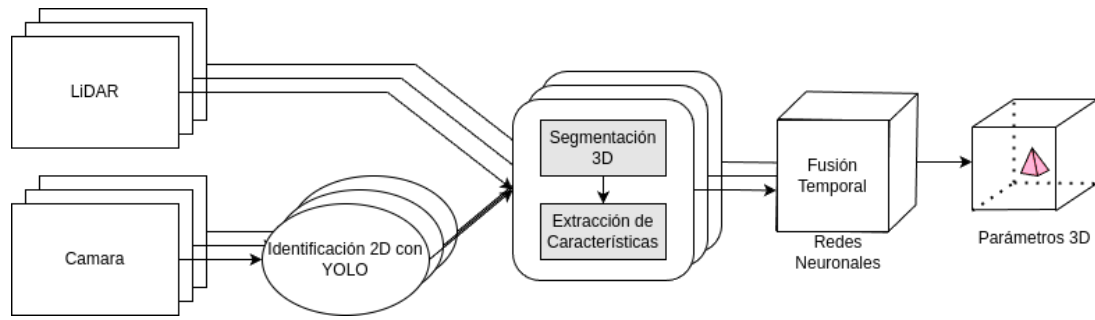 LiDAR
Camara
Identificación 2D con
YOLO
Segmentación
3D
Extracción de
Características
Fusión
Temporal
Redes
Neuronales
Parámetros 3D